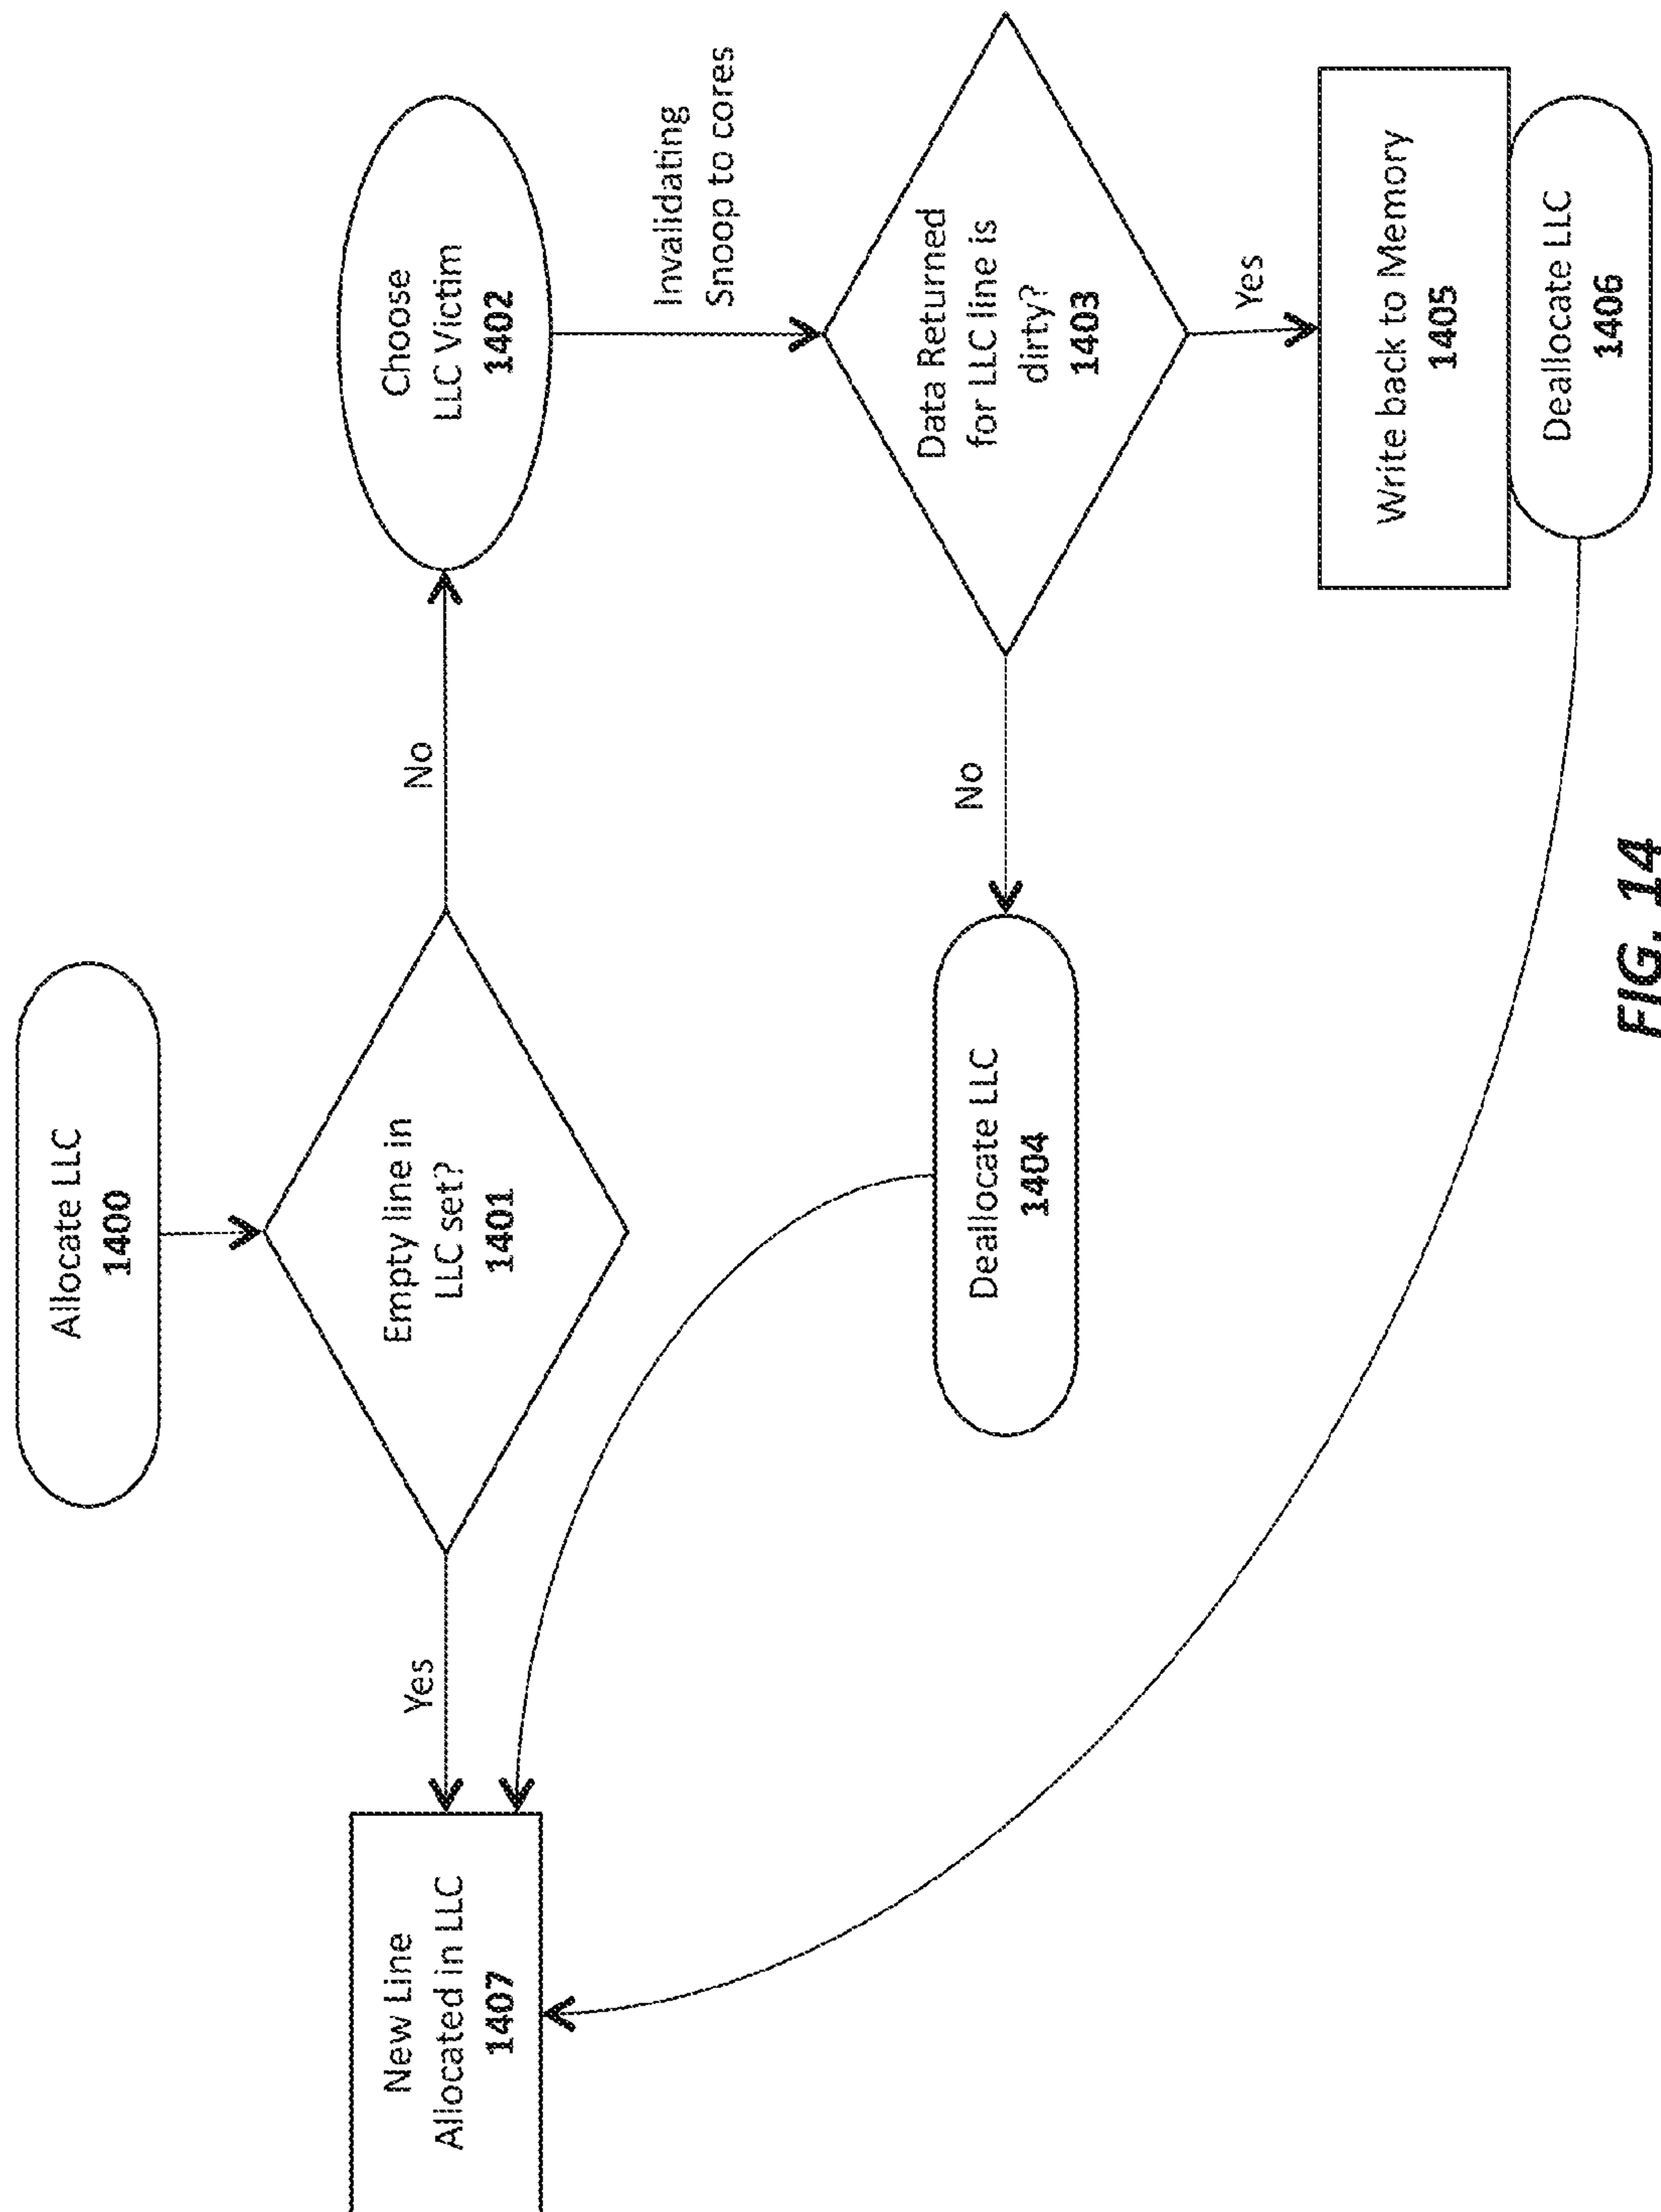 Allocate LLC
1400
Empty line in
LLC set?
1401
Yes
No
New Line
Allocated in LLC
1407
Choose
LLC Victim
1402
Invalidating
Snoop to cores
Data Returned
for LLC line is
dirty?
1403
No
Yes
Deallocate LLC
1404
Write back to Memory
1405
Deallocate LLC
1406
FIG. 14